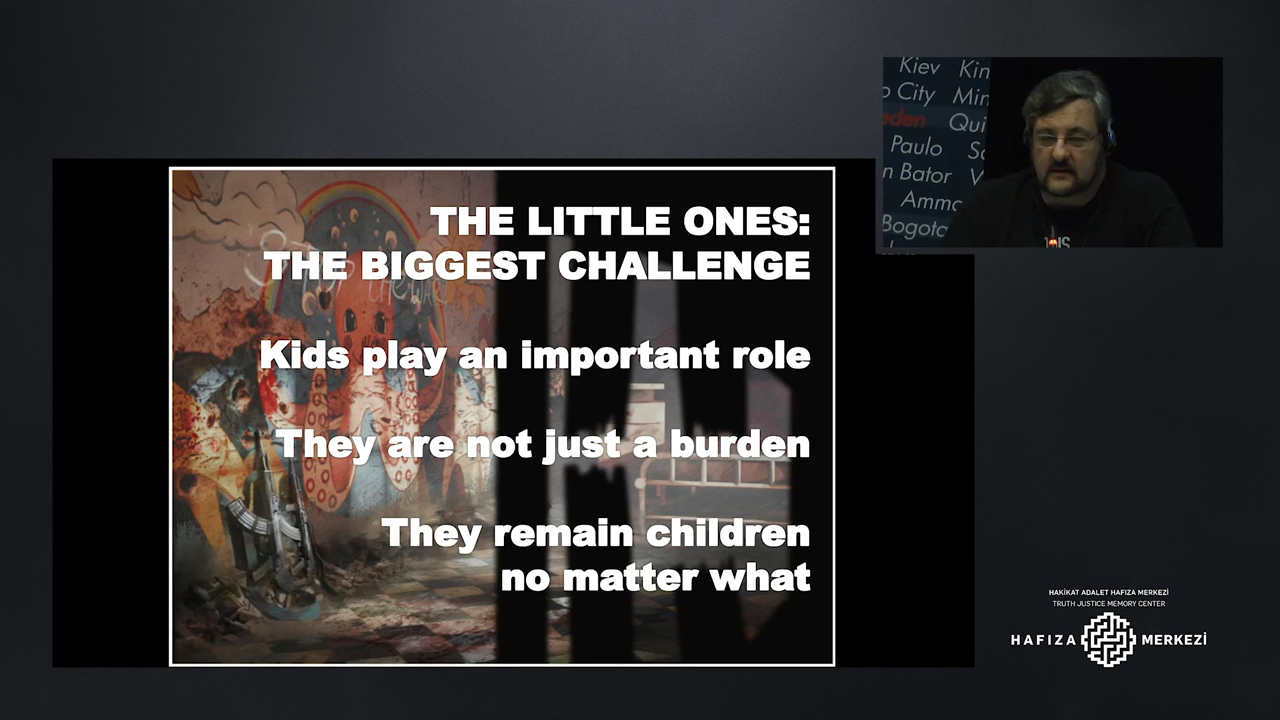 THE LITTLE ONES:
THE BIGGEST CHALLENGE
Kids play an important role
They are not just a burden
They remain children
no matter what
Kiev
City
Paulo
Bator
HAKİKAT ADALET HAFIZA MERKEZİ
TRUTH JUSTICE MEMORY CENTER
HAFIZA MERKEZİ